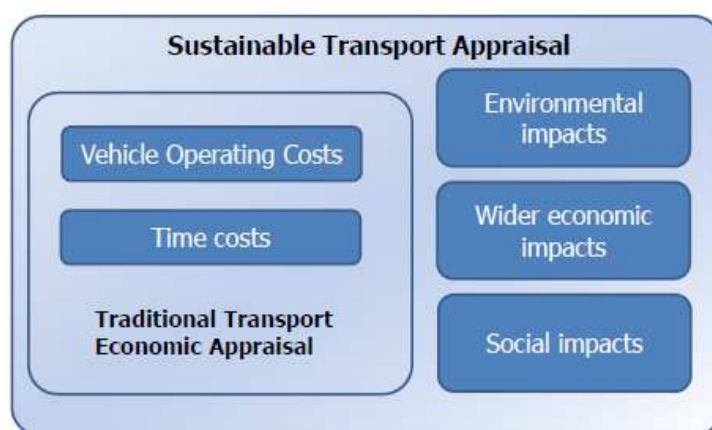 Sustainable Transport Appraisal
Vehicle Operating Costs
Time costs
Traditional Transport
Economic Appraisal
Environmental
impacts
Wider economic
impacts
Social impacts